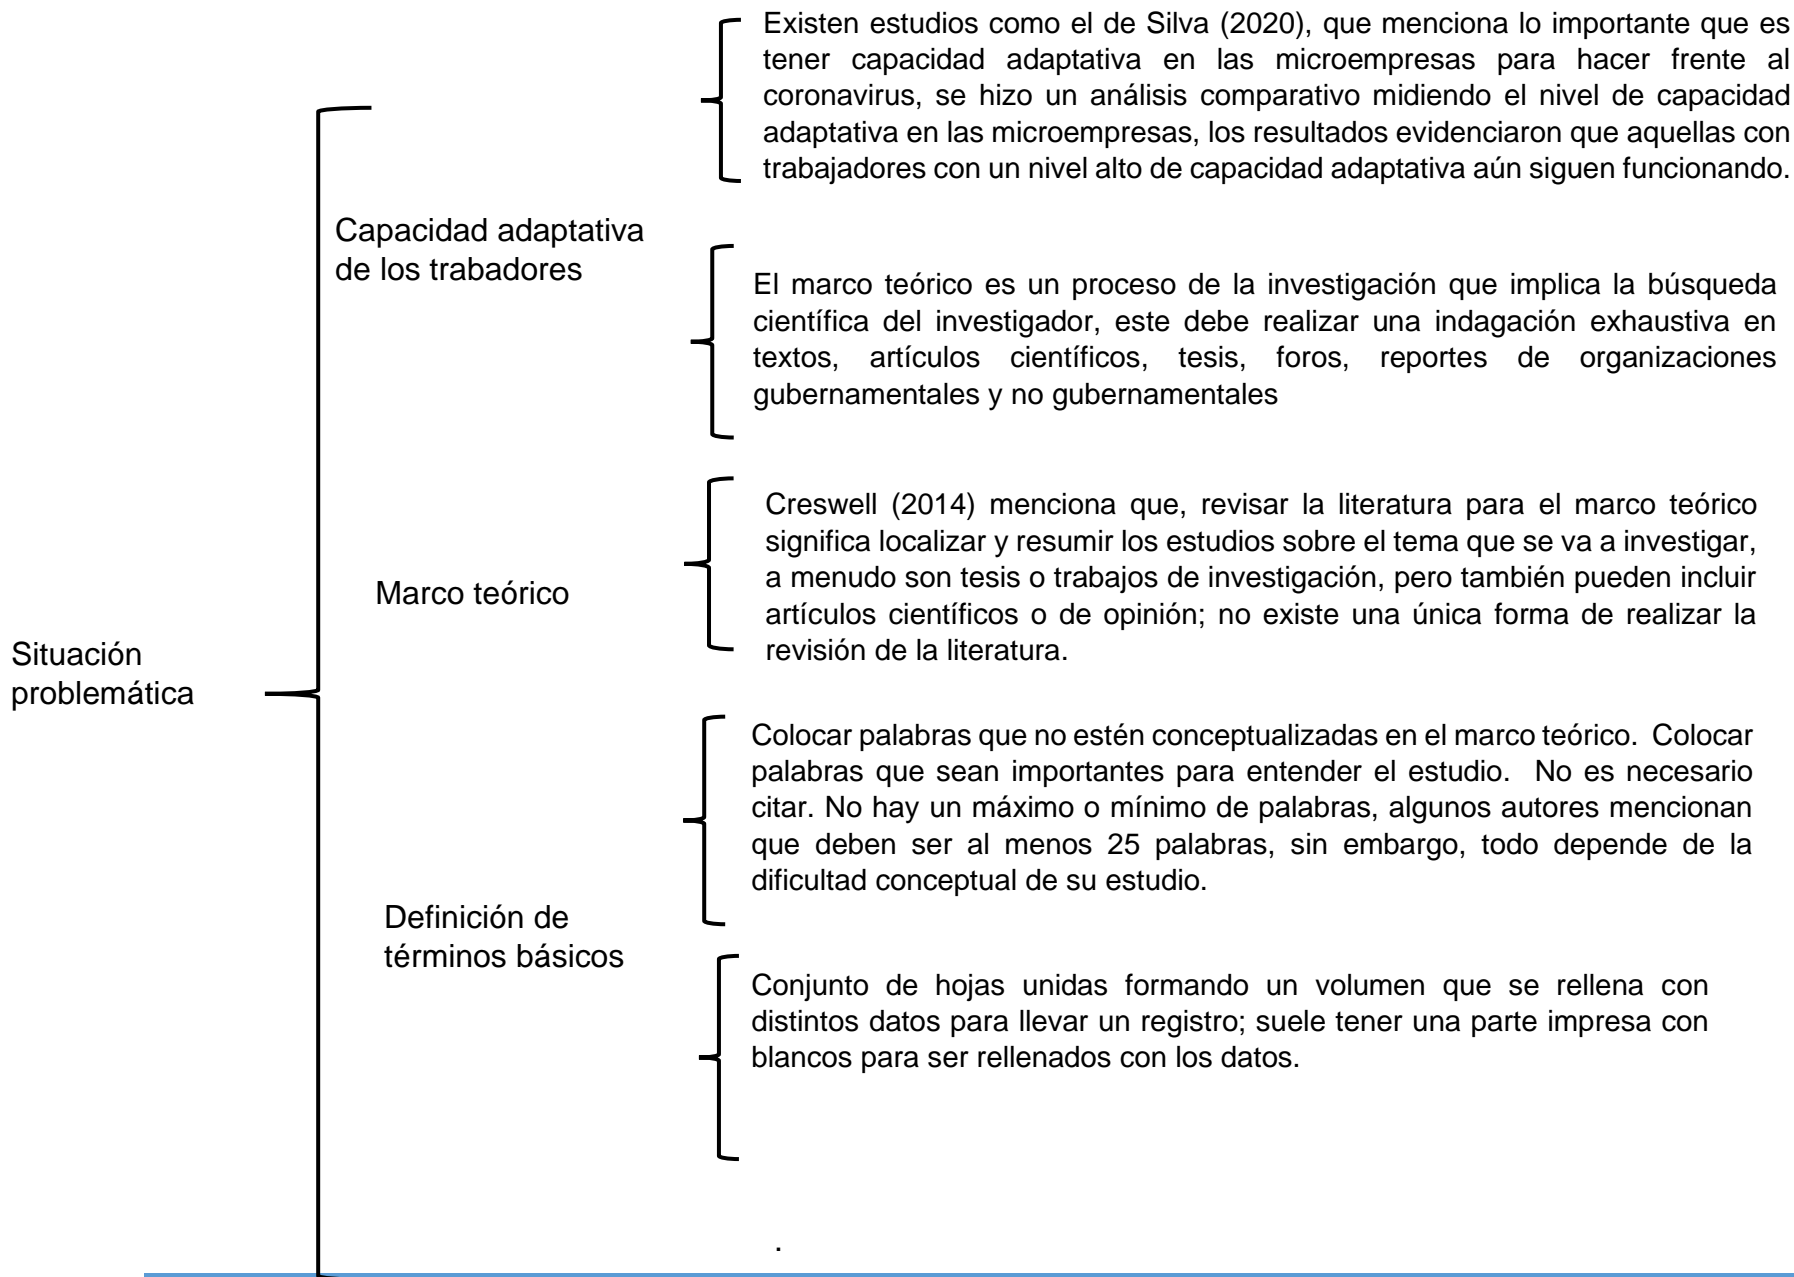 Existen estudios como el de Silva (2020), que menciona lo importante que es
tener capacidad adaptativa en las microempresas para hacer frente al
coronavirus, se hizo un análisis comparativo midiendo el nivel de capacidad
adaptativa en las microempresas, los resultados evidenciaron que aquellas con
trabajadores con un nivel alto de capacidad adaptativa aún siguen funcionando.
Capacidad adaptativa
de los trabadores
El marco teórico es un proceso de la investigación que implica la búsqueda
científica del investigador, este debe realizar una indagación exhaustiva en
textos, artículos científicos, tesis, foros, reportes de organizaciones
gubernamentales y no gubernamentales
Creswell (2014) menciona que, revisar la literatura para el marco teórico
significa localizar y resumir los estudios sobre el tema que se va a investigar,
a menudo son tesis o trabajos de investigación, pero también pueden incluir
artículos científicos o de opinión; no existe una única forma de realizar la
revisión de la literatura.
Marco teórico
Situación
problemática
Colocar palabras que no estén conceptualizadas en el marco teórico. Colocar
palabras que sean importantes para entender el estudio. No es necesario
citar. No hay un máximo o mínimo de palabras, algunos autores mencionan
que deben ser al menos 25 palabras, sin embargo, todo depende de la
dificultad conceptual de su estudio.
Definición de
términos básicos
Conjunto de hojas unidas formando un volumen que se rellena con
distintos datos para llevar un registro; suele tener una parte impresa con
blancos para ser rellenados con los datos.
.